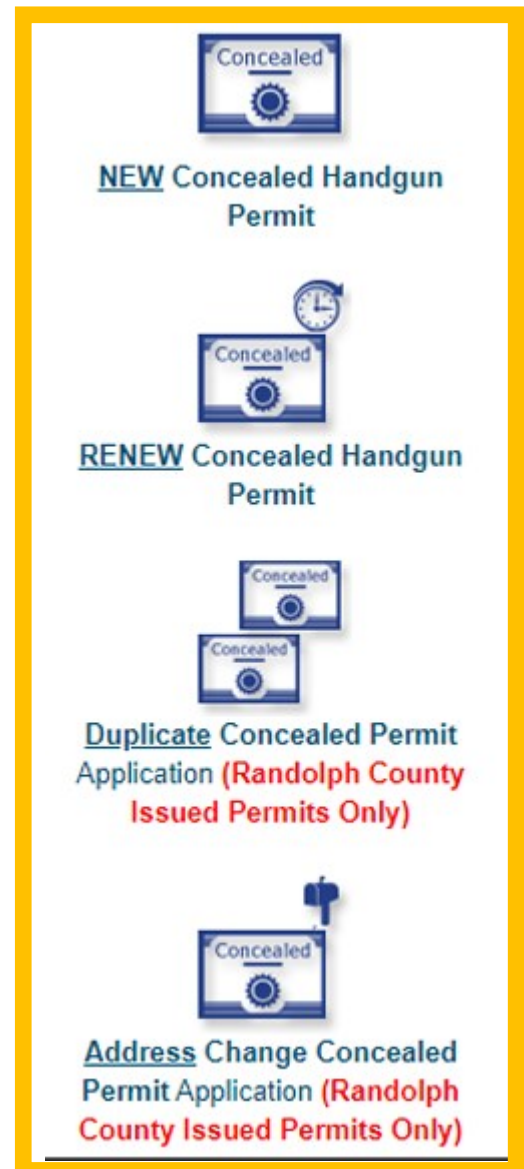 Concealed
NEW Concealed Handgun
Permit
Concealed
RENEW Concealed Handgun
Permit
Concealed
Concealed
Duplicate Concealed Permit
Application (Randolph County
Issued Permits Only)
Concealed
Address Change Concealed
Permit Application (Randolph
County Issued Permits Only)